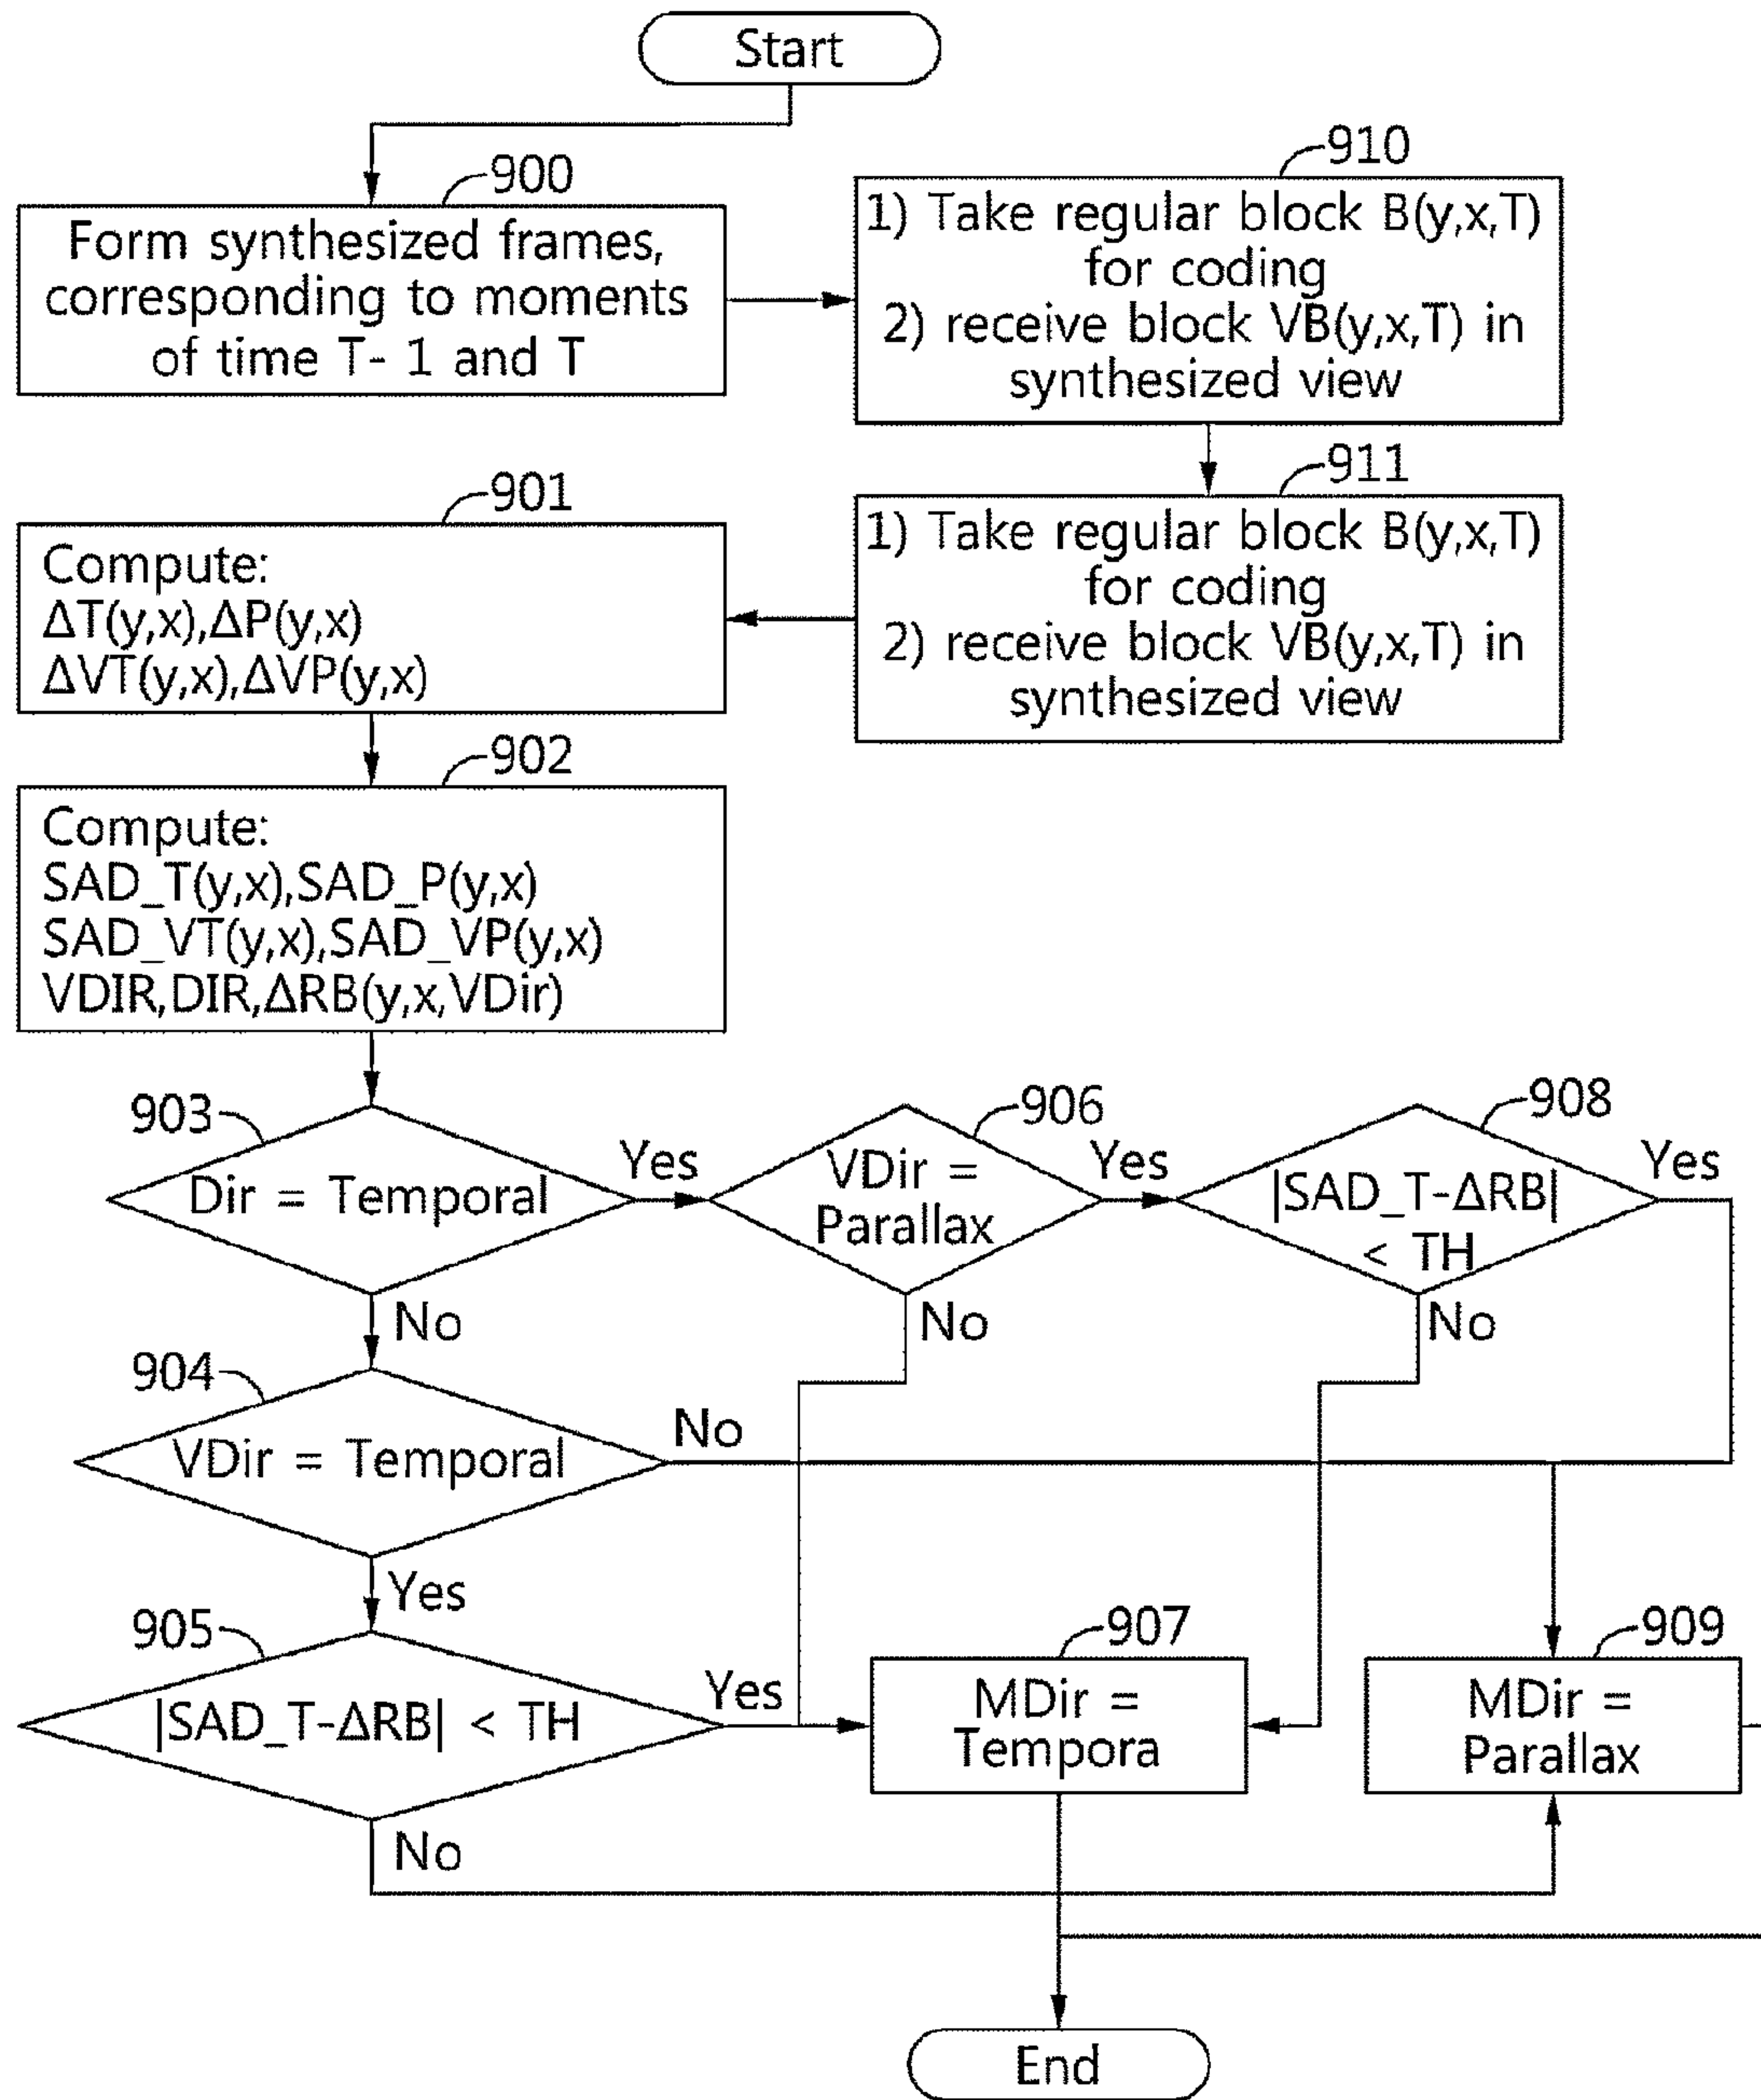 Start
900
Form synthesized frames,
corresponding to moments
of time T- 1 and T
910
1) Take regular block B(y,x,T)
for coding
2) receive block VB(y,x,T) in
synthesized view
911
1) Take regular block B(y,x,T)
for coding
2) receive block VB(y,x,T) in
synthesized view
901
Compute:
ΔT(y,x),ΔP(y,x)
ΔVT(y,x),ΔVP(y,x)
902
Compute:
SAD_T(y,x),SAD_P(y,x)
SAD_VT(y,x),SAD_VP(y,x)
VDIR,DIR,ΔRB(y,x,VDir)
903
Dir = Temporal
Yes
No
906
VDir =
Parallax
Yes
No
908
|SAD_T-ΔRB|
< TH
Yes
No
904
VDir = Temporal
No
Yes
905
|SAD_T-ΔRB| < TH
Yes
No
907
MDir =
Tempora
909
MDir =
Parallax
End